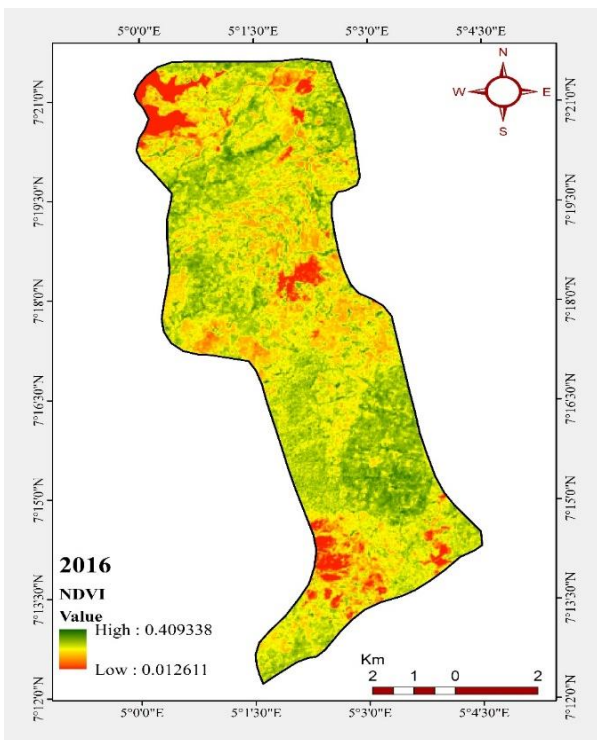 5°0'0"E 5°1'30"E 5°3'0"E 5°4'30"E
N
W E
S
7°21'0"N 7°21'0"N
7°19'30"N 7°19'30"N
7°18'0"N 7°18'0"N
7°16'30"N 7°16'30"N
7°15'0"N 7°15'0"N
7°13'30"N 7°13'30"N
7°12'0"N 7°12'0"N
2016
NDVI
Value
High : 0.409338
Low : 0.012611
Km
2 1 0 2
5°0'0"E 5°1'30"E 5°3'0"E 5°4'30"E